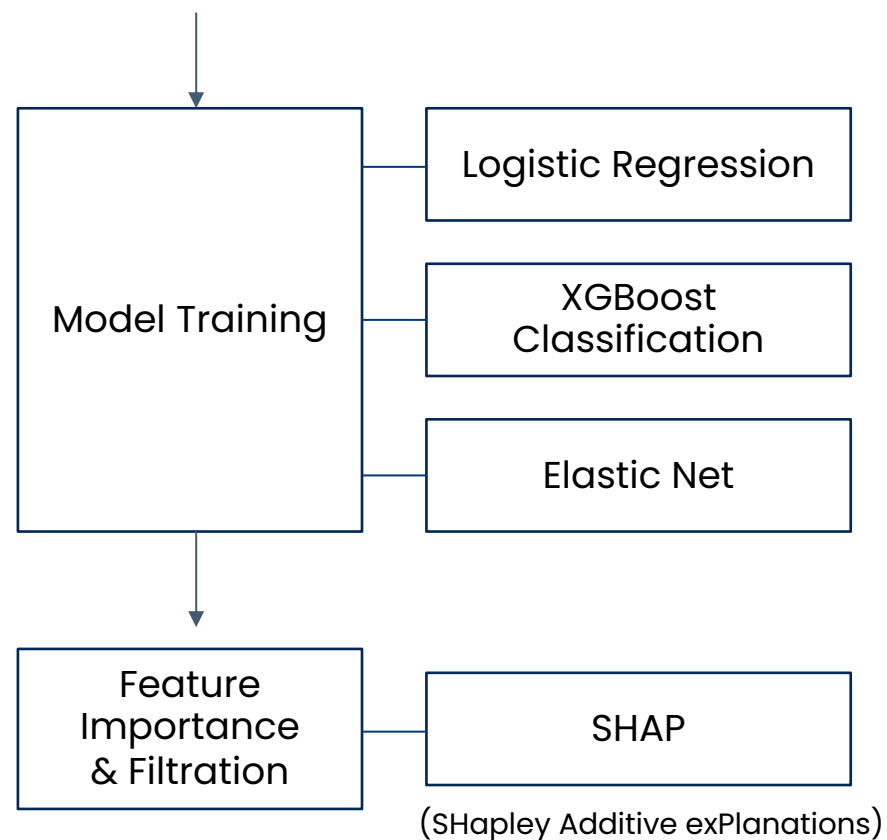 Model Training
Logistic Regression
XGBoost
Classification
Elastic Net
Feature
Importance
& Filtration
SHAP
(SHapley Additive exPlanations)